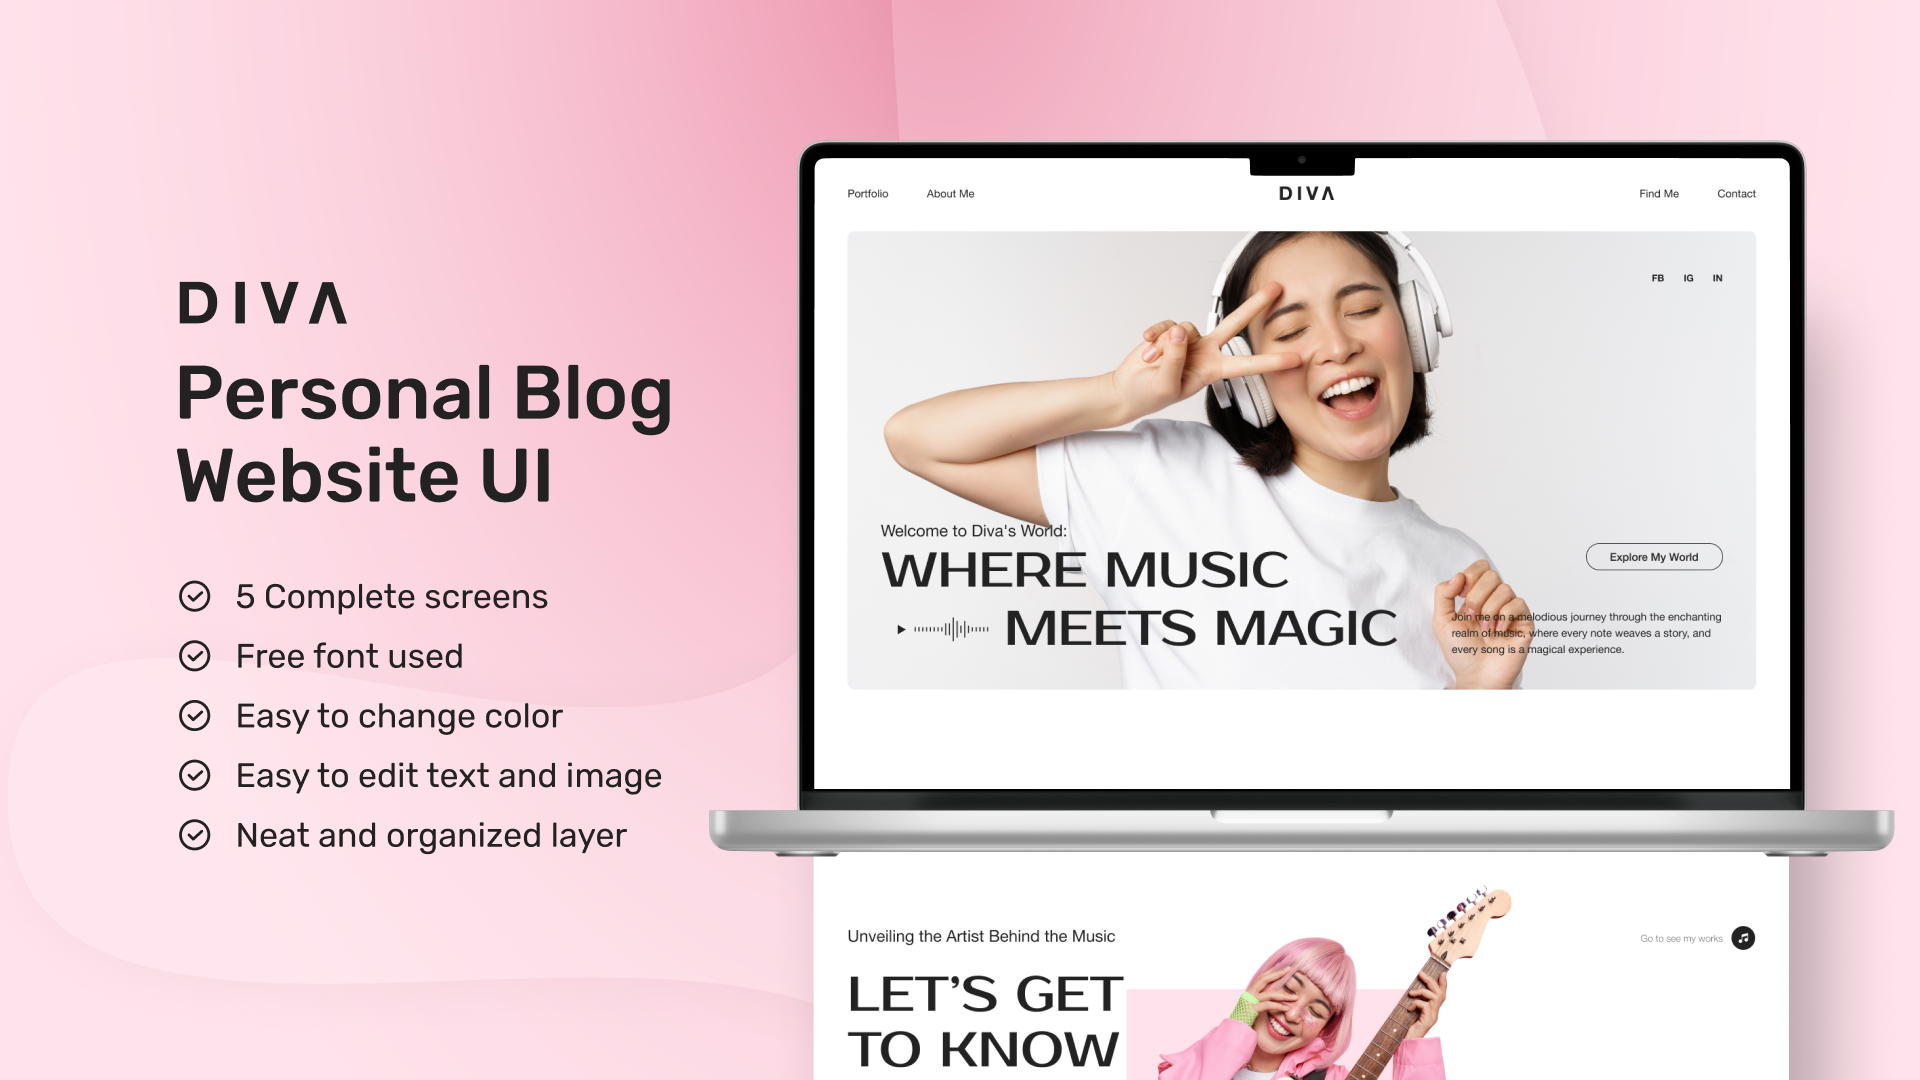 DIVA
Personal Blog
Website UI
5 Complete screens
Free font used
Easy to change color
Easy to edit text and image
Neat and organized layer
Portfolio About Me DIVA Find Me Contact
FB IG IN
Welcome to Diva's World:
WHERE MUSIC
MEETS MAGIC
Explore My World
Join me on a melodious journey through the enchanting
realm of music, where every note weaves a story, and
every song is a magical experience.
Unveiling the Artist Behind the Music
Go to see my works
LET’S GET
TO KNOW